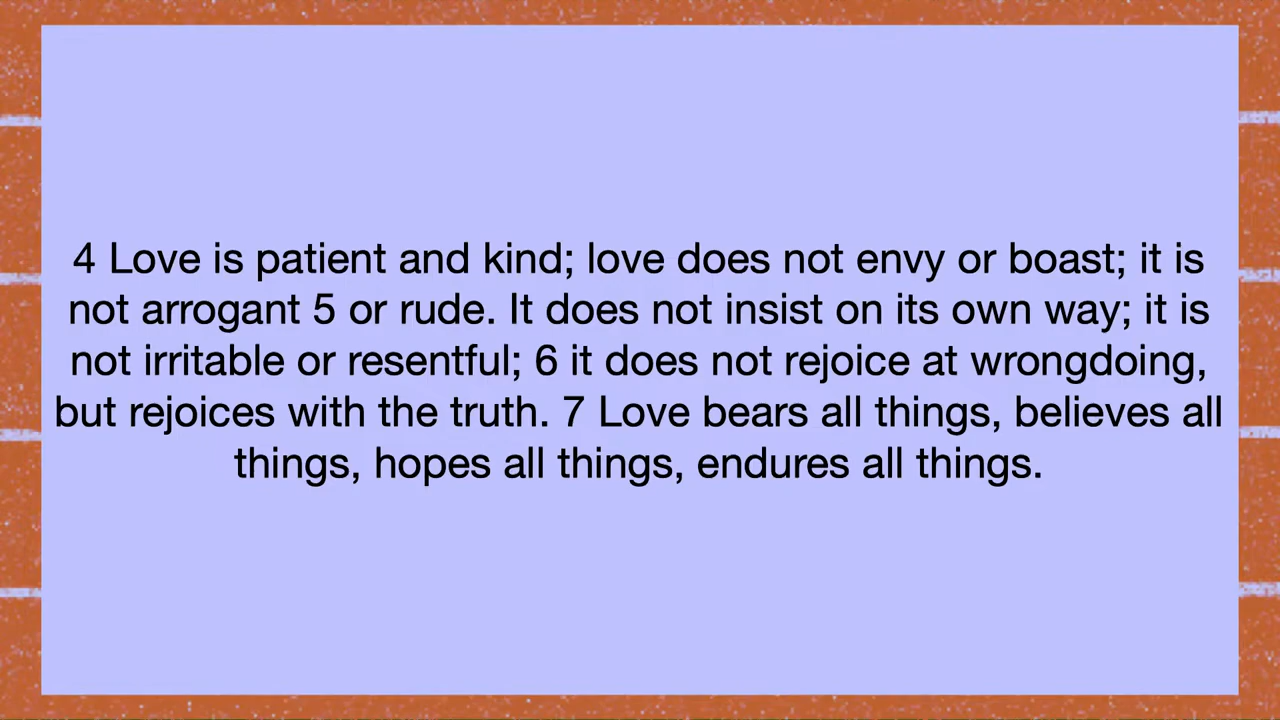 4 Love is patient and kind; love does not envy or boast; it is
not arrogant 5 or rude. It does not insist on its own way; it is
not irritable or resentful; 6 it does not rejoice at wrongdoing,
but rejoices with the truth. 7 Love bears all things, believes all
things, hopes all things, endures all things.